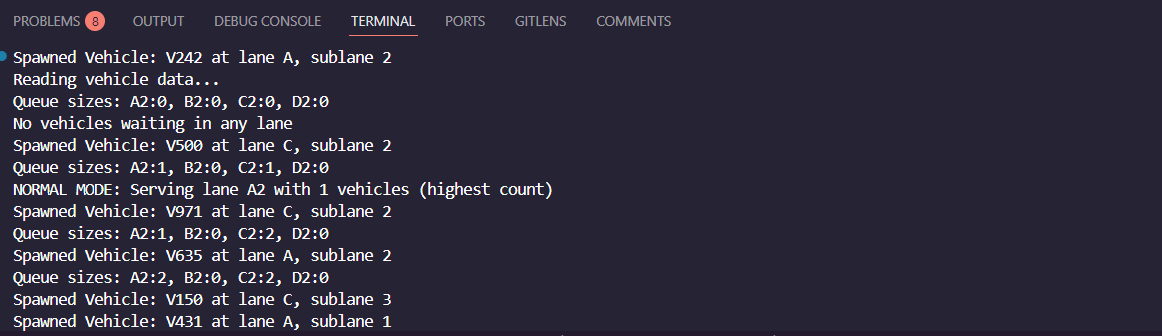 PROBLEMS 8 OUTPUT DEBUG CONSOLE TERMINAL PORTS GITLENS COMMENTS
Spawned Vehicle: V242 at lane A, sublane 2
Reading vehicle data...
Queue sizes: A2:0, B2:0, C2:0, D2:0
No vehicles waiting in any lane
Spawned Vehicle: V500 at lane C, sublane 2
Queue sizes: A2:1, B2:0, C2:1, D2:0
NORMAL MODE: Serving lane A2 with 1 vehicles (highest count)
Spawned Vehicle: V971 at lane C, sublane 2
Queue sizes: A2:1, B2:0, C2:2, D2:0
Spawned Vehicle: V635 at lane A, sublane 2
Queue sizes: A2:2, B2:0, C2:2, D2:0
Spawned Vehicle: V150 at lane C, sublane 3
Spawned Vehicle: V431 at lane A, sublane 1